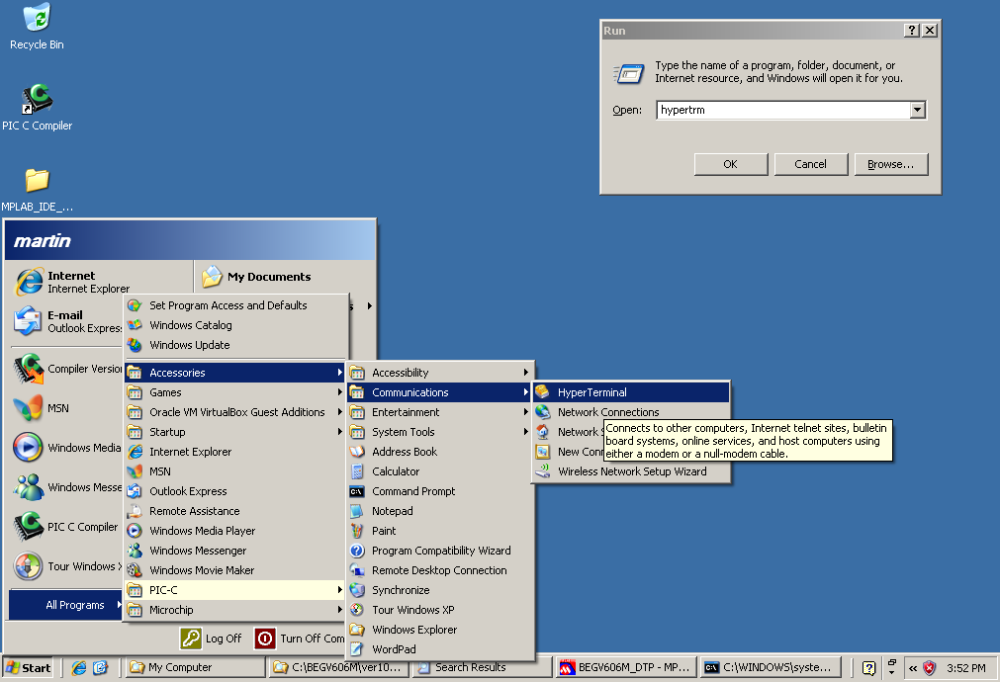 Recycle Bin
PIC C Compiler
MPLAB_IDE_...
Run
Type the name of a program, folder, document, or
Internet resource, and Windows will open it for you.
Open:
hypertrm
OK
Cancel
Browse...
martin
Internet
Internet Explorer
E-mail
Outlook Expres
Compiler Versio
MSN
Windows Media
Windows Messe
PIC C Compiler
Tour Windows X
All Programs
My Documents
s
Log Off
Turn Off Com
Set Program Access and Defaults
Windows Catalog
Windows Update
Accessories
Games
Oracle VM VirtualBox Guest Additions
Startup
Internet Explorer
MSN
Outlook Express
Remote Assistance
Windows Media Player
Windows Messenger
Windows Movie Maker
PIC-C
Microchip
Accessibility
Communications
Entertainment
System Tools
Address Book
Calculator
Command Prompt
Notepad
Paint
Program Compatibility Wizard
Remote Desktop Connection
Synchronize
Tour Windows XP
Windows Explorer
WordPad
HyperTerminal
Network Connections
Network S
New Conn
Wireless Network Setup Wizard
Connects to other computers, Internet telnet sites, bulletin
board systems, online services, and host computers using
either a modem or a null-modem cable.
Start
My Computer
C:\BEGV606M\ver10...
Search Results
BEGV606M_DTP - MP...
C:\WINDOWS\syste...
3:52 PM